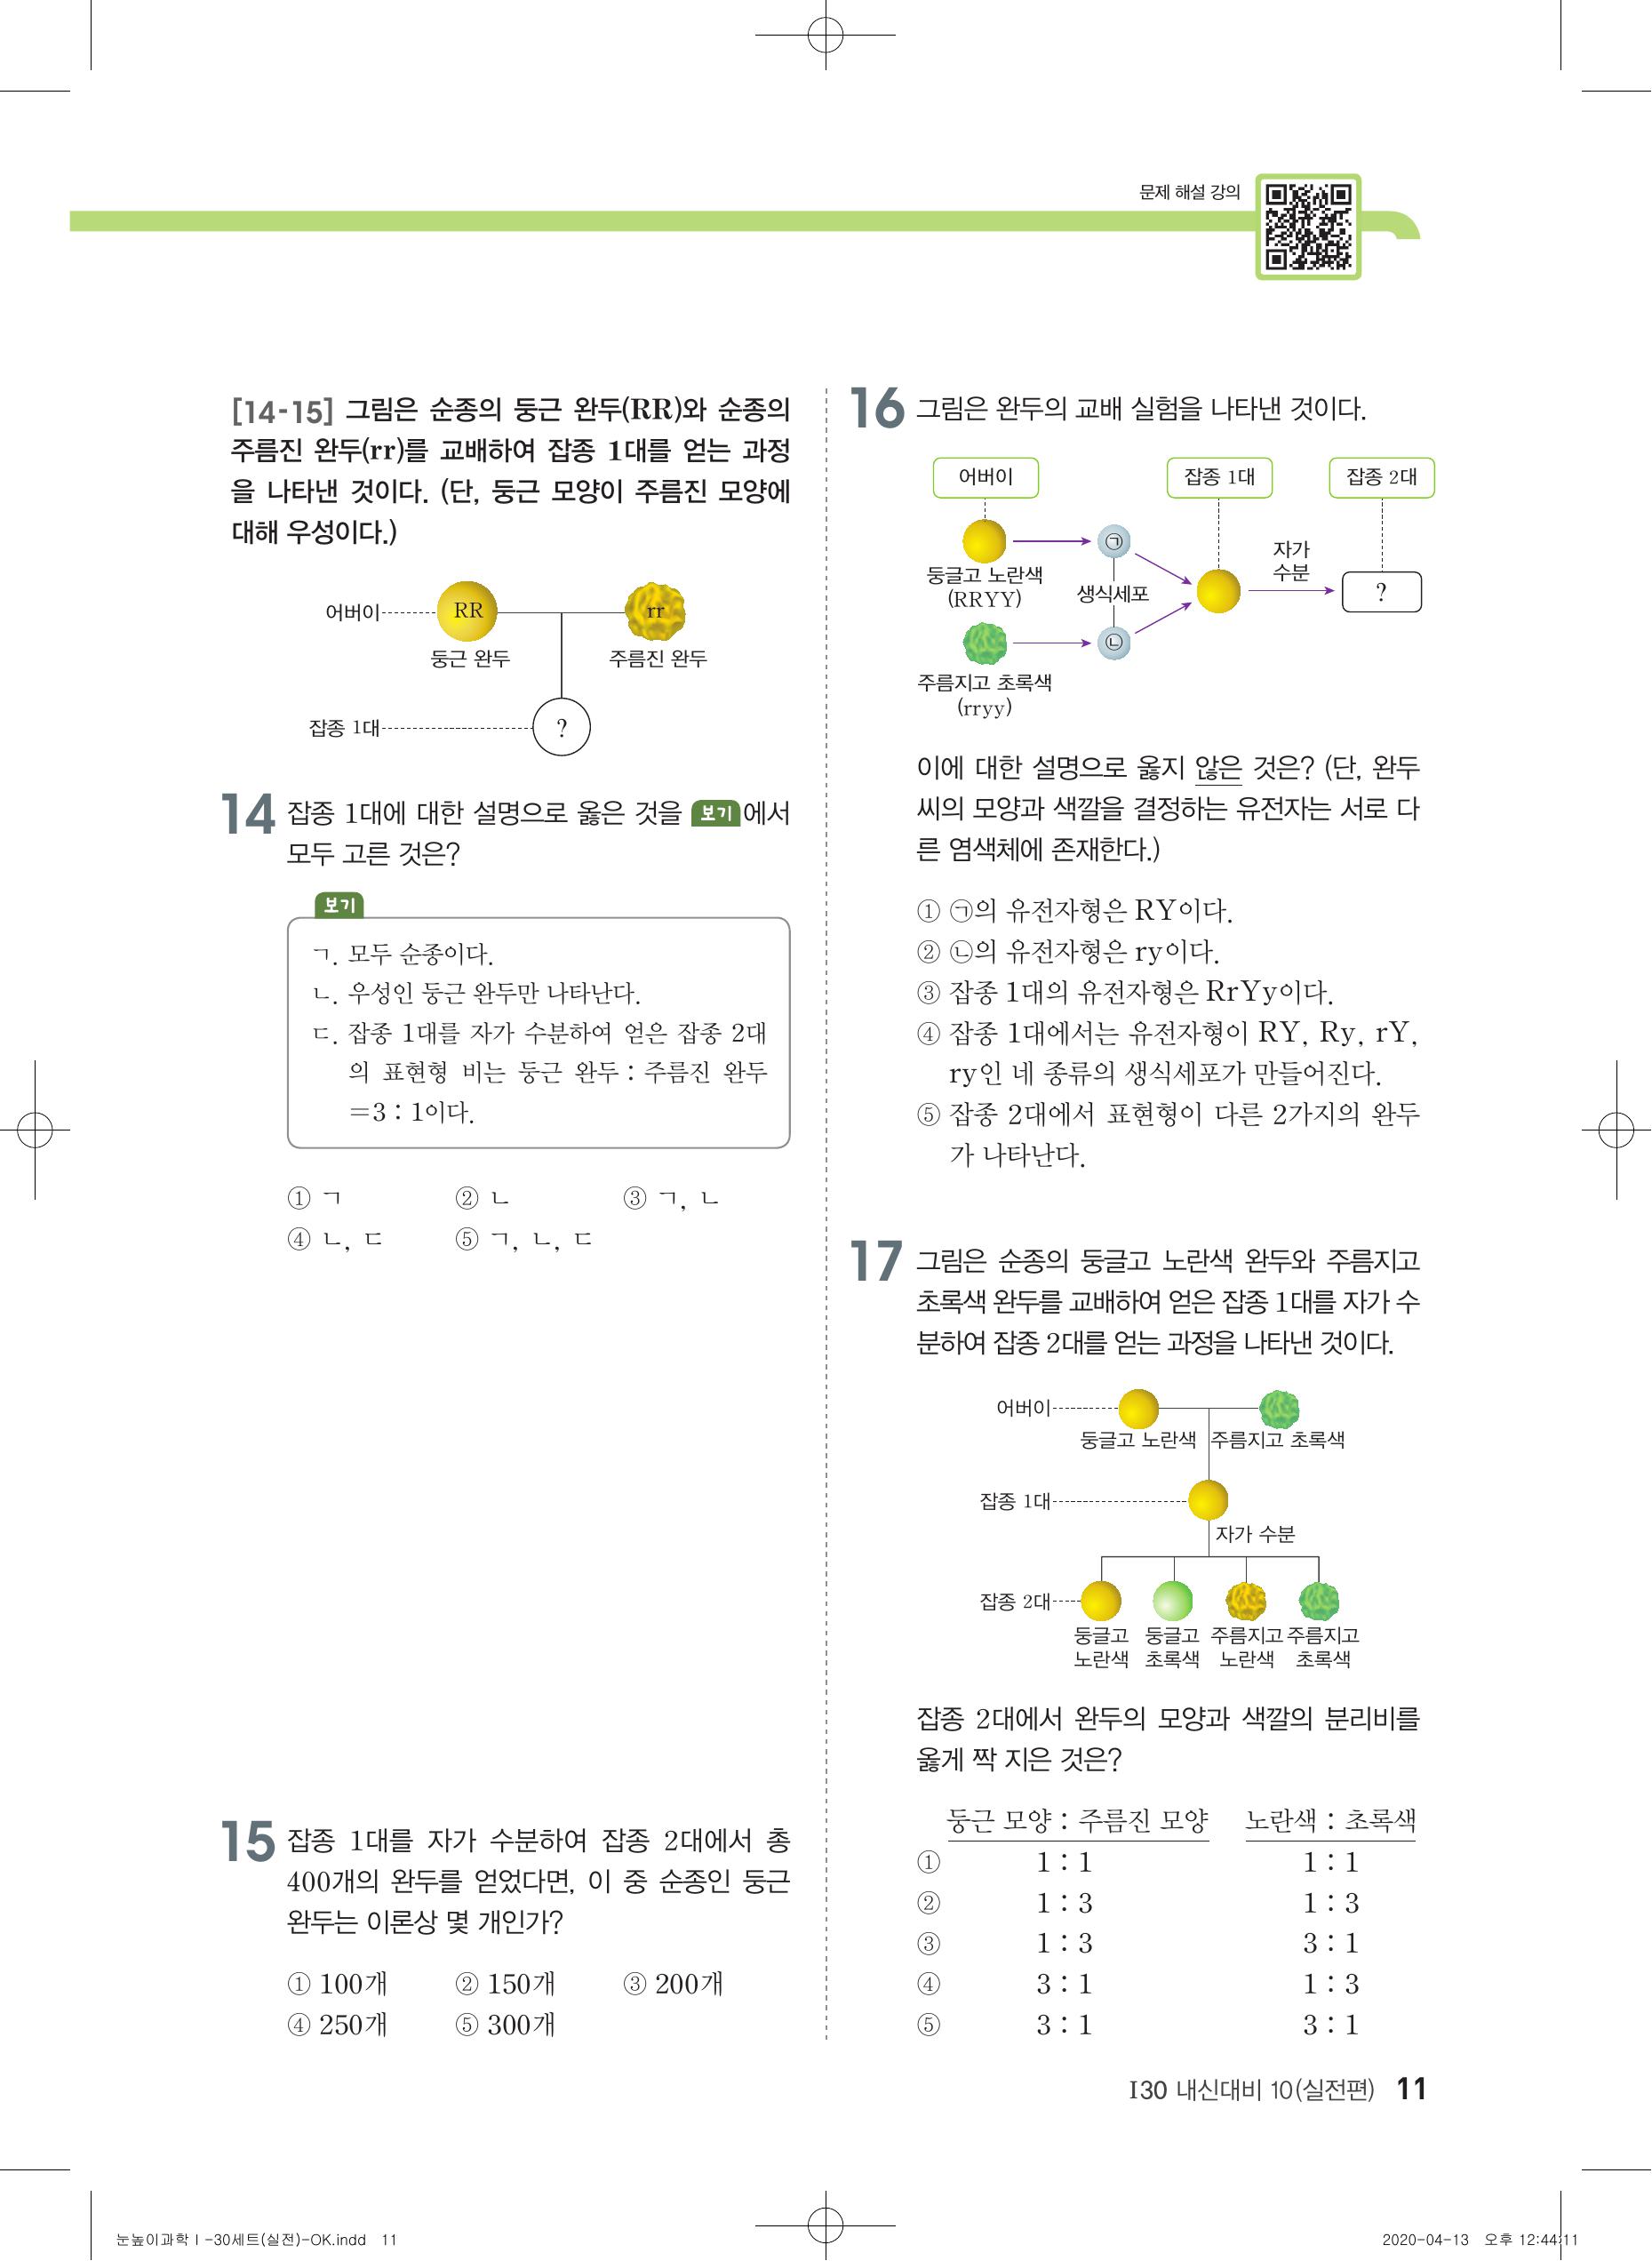 문제 해설 강의
[14-15] 그림은 순종의 둥근 완두(RR)와 순종의
주름진 완두(rr)를 교배하여 잡종 1대를 얻는 과정
을 나타낸 것이다. (단, 둥근 모양이 주름진 모양에
대해 우성이다.)
어버이
RR
rr
둥근 완두
주름진 완두
잡종 1대
?
14 잡종 1대에 대한 설명으로 옳은 것을 보기에서
모두 고른 것은?
보기
ㄱ. 모두 순종이다.
ㄴ. 우성인 둥근 완두만 나타난다.
ㄷ. 잡종 1대를 자가 수분하여 얻은 잡종 2대
의 표현형 비는 둥근 완두 : 주름진 완두
=3 : 1이다.
① ㄱ ② ㄴ ③ ㄱ, ㄴ
④ ㄴ, ㄷ ⑤ ㄱ, ㄴ, ㄷ
15 잡종 1대를 자가 수분하여 잡종 2대에서 총
400개의 완두를 얻었다면, 이 중 순종인 둥근
완두는 이론상 몇 개인가?
① 100개 ② 150개 ③ 200개
④ 250개 ⑤ 300개
16 그림은 완두의 교배 실험을 나타낸 것이다.
어버이 잡종 1대 잡종 2대
㉠
자가
수분
둥글고 노란색
(RRYY)
생식세포
?
㉡
주름지고 초록색
(rryy)
이에 대한 설명으로 옳지 않은 것은? (단, 완두
씨의 모양과 색깔을 결정하는 유전자는 서로 다
른 염색체에 존재한다.)
① ㉠의 유전자형은 RY이다.
② ㉡의 유전자형은 ry이다.
③ 잡종 1대의 유전자형은 RrYy이다.
④ 잡종 1대에서는 유전자형이 RY, Ry, rY,
ry인 네 종류의 생식세포가 만들어진다.
⑤ 잡종 2대에서 표현형이 다른 2가지의 완두
가 나타난다.
17 그림은 순종의 둥글고 노란색 완두와 주름지고
초록색 완두를 교배하여 얻은 잡종 1대를 자가 수
분하여 잡종 2대를 얻는 과정을 나타낸 것이다.
어버이
둥글고 노란색 주름지고 초록색
잡종 1대
자가 수분
잡종 2대
둥글고 둥글고 주름지고 주름지고
노란색 초록색 노란색 초록색
잡종 2대에서 완두의 모양과 색깔의 분리비를
옳게 짝 지은 것은?
둥근 모양 : 주름진 모양 노란색 : 초록색
① 1 : 1 1 : 1
② 1 : 3 1 : 3
③ 1 : 3 3 : 1
④ 3 : 1 1 : 3
⑤ 3 : 1 3 : 1
I30 내신대비 10(실전편) 11
눈높이과학 I-30세트(실전)-OK.indd 11
2020-04-13 오후 12:44:11